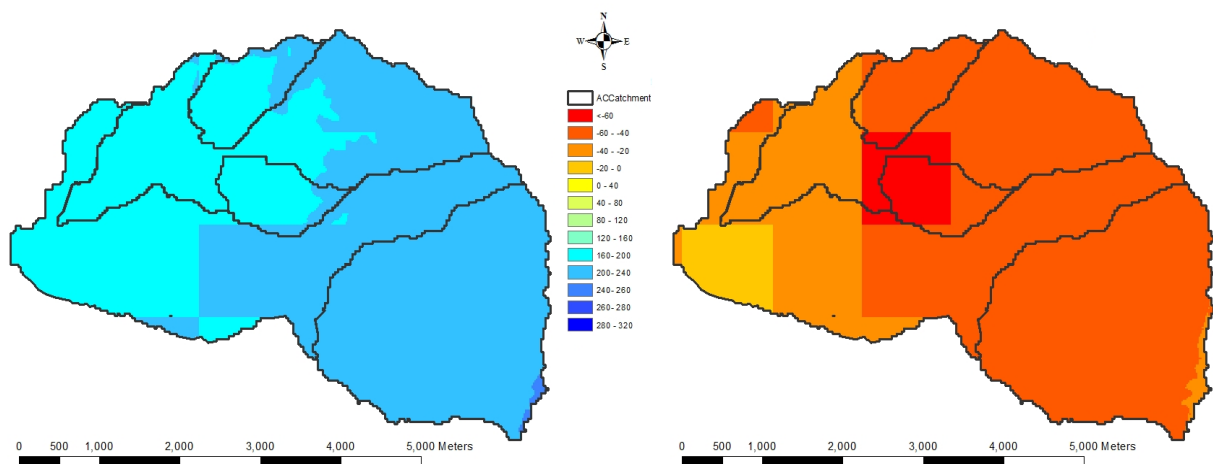 N
W E
S
ACCatchment
<-60
-60 - -40
-40 - -20
-20 - 0
0 - 40
40 - 80
80 - 120
120 - 160
160 - 200
200 - 240
240 - 260
260 - 280
280 - 320
0 500 1,000 2,000 3,000 4,000 5,000 Meters
0 500 1,000 2,000 3,000 4,000 5,000 Meters